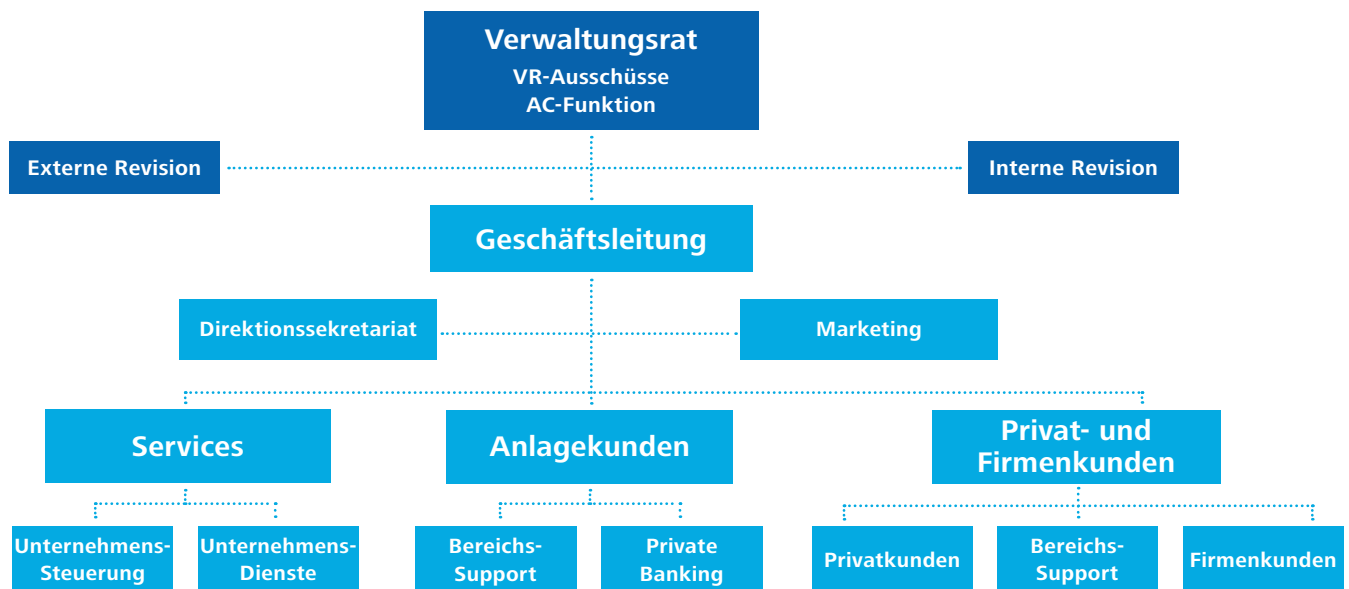 Verwaltungsrat
VR-Ausschüsse
AC-Funktion
Externe Revision
Interne Revision
Geschäftsleitung
Direktionssekretariat
Marketing
Services
Anlagekunden
Privat- und
Firmenkunden
Unternehmens-
Steuerung
Unternehmens-
Dienste
Bereichs-
Support
Private
Banking
Privatkunden
Bereichs-
Support
Firmenkunden